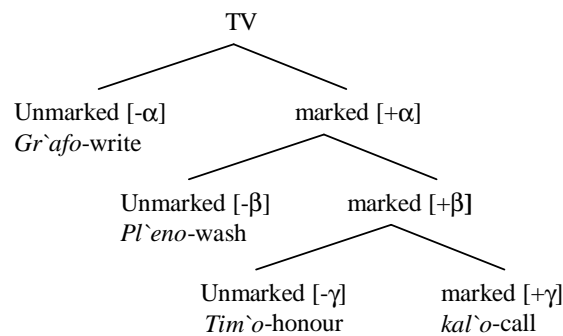 TV
Unmarked [-α] marked [+α]
Gr`afo-write
Unmarked [-β] marked [+β]
Pl`eno-wash
Unmarked [-γ] marked [+γ]
Tim`o-honour kal`o-call